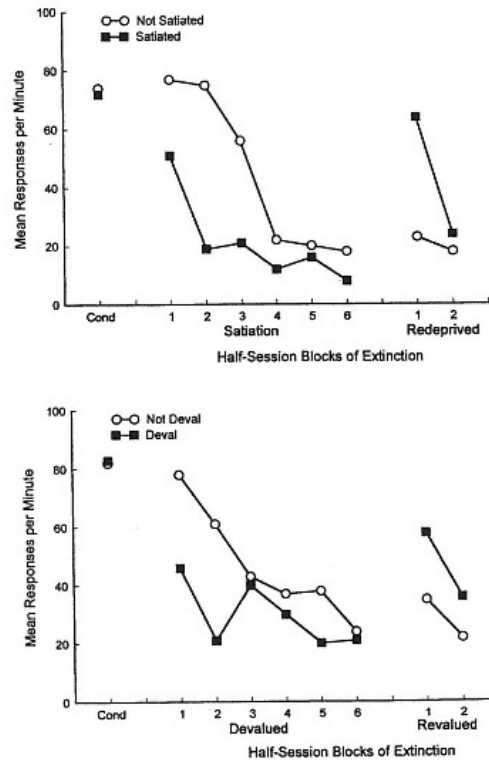 Not Satiated
Satiated
100
80
60
40
20
0
Mean Responses per Minute
Cond
1 2 3 4 5 6
1 2
Satiation
Redeprived
Half-Session Blocks of Extinction
Not Deval
Deval
100
80
60
40
20
0
Mean Responses per Minute
Cond
1 2 3 4 5 6
1 2
Devalued
Revalued
Half-Session Blocks of Extinction